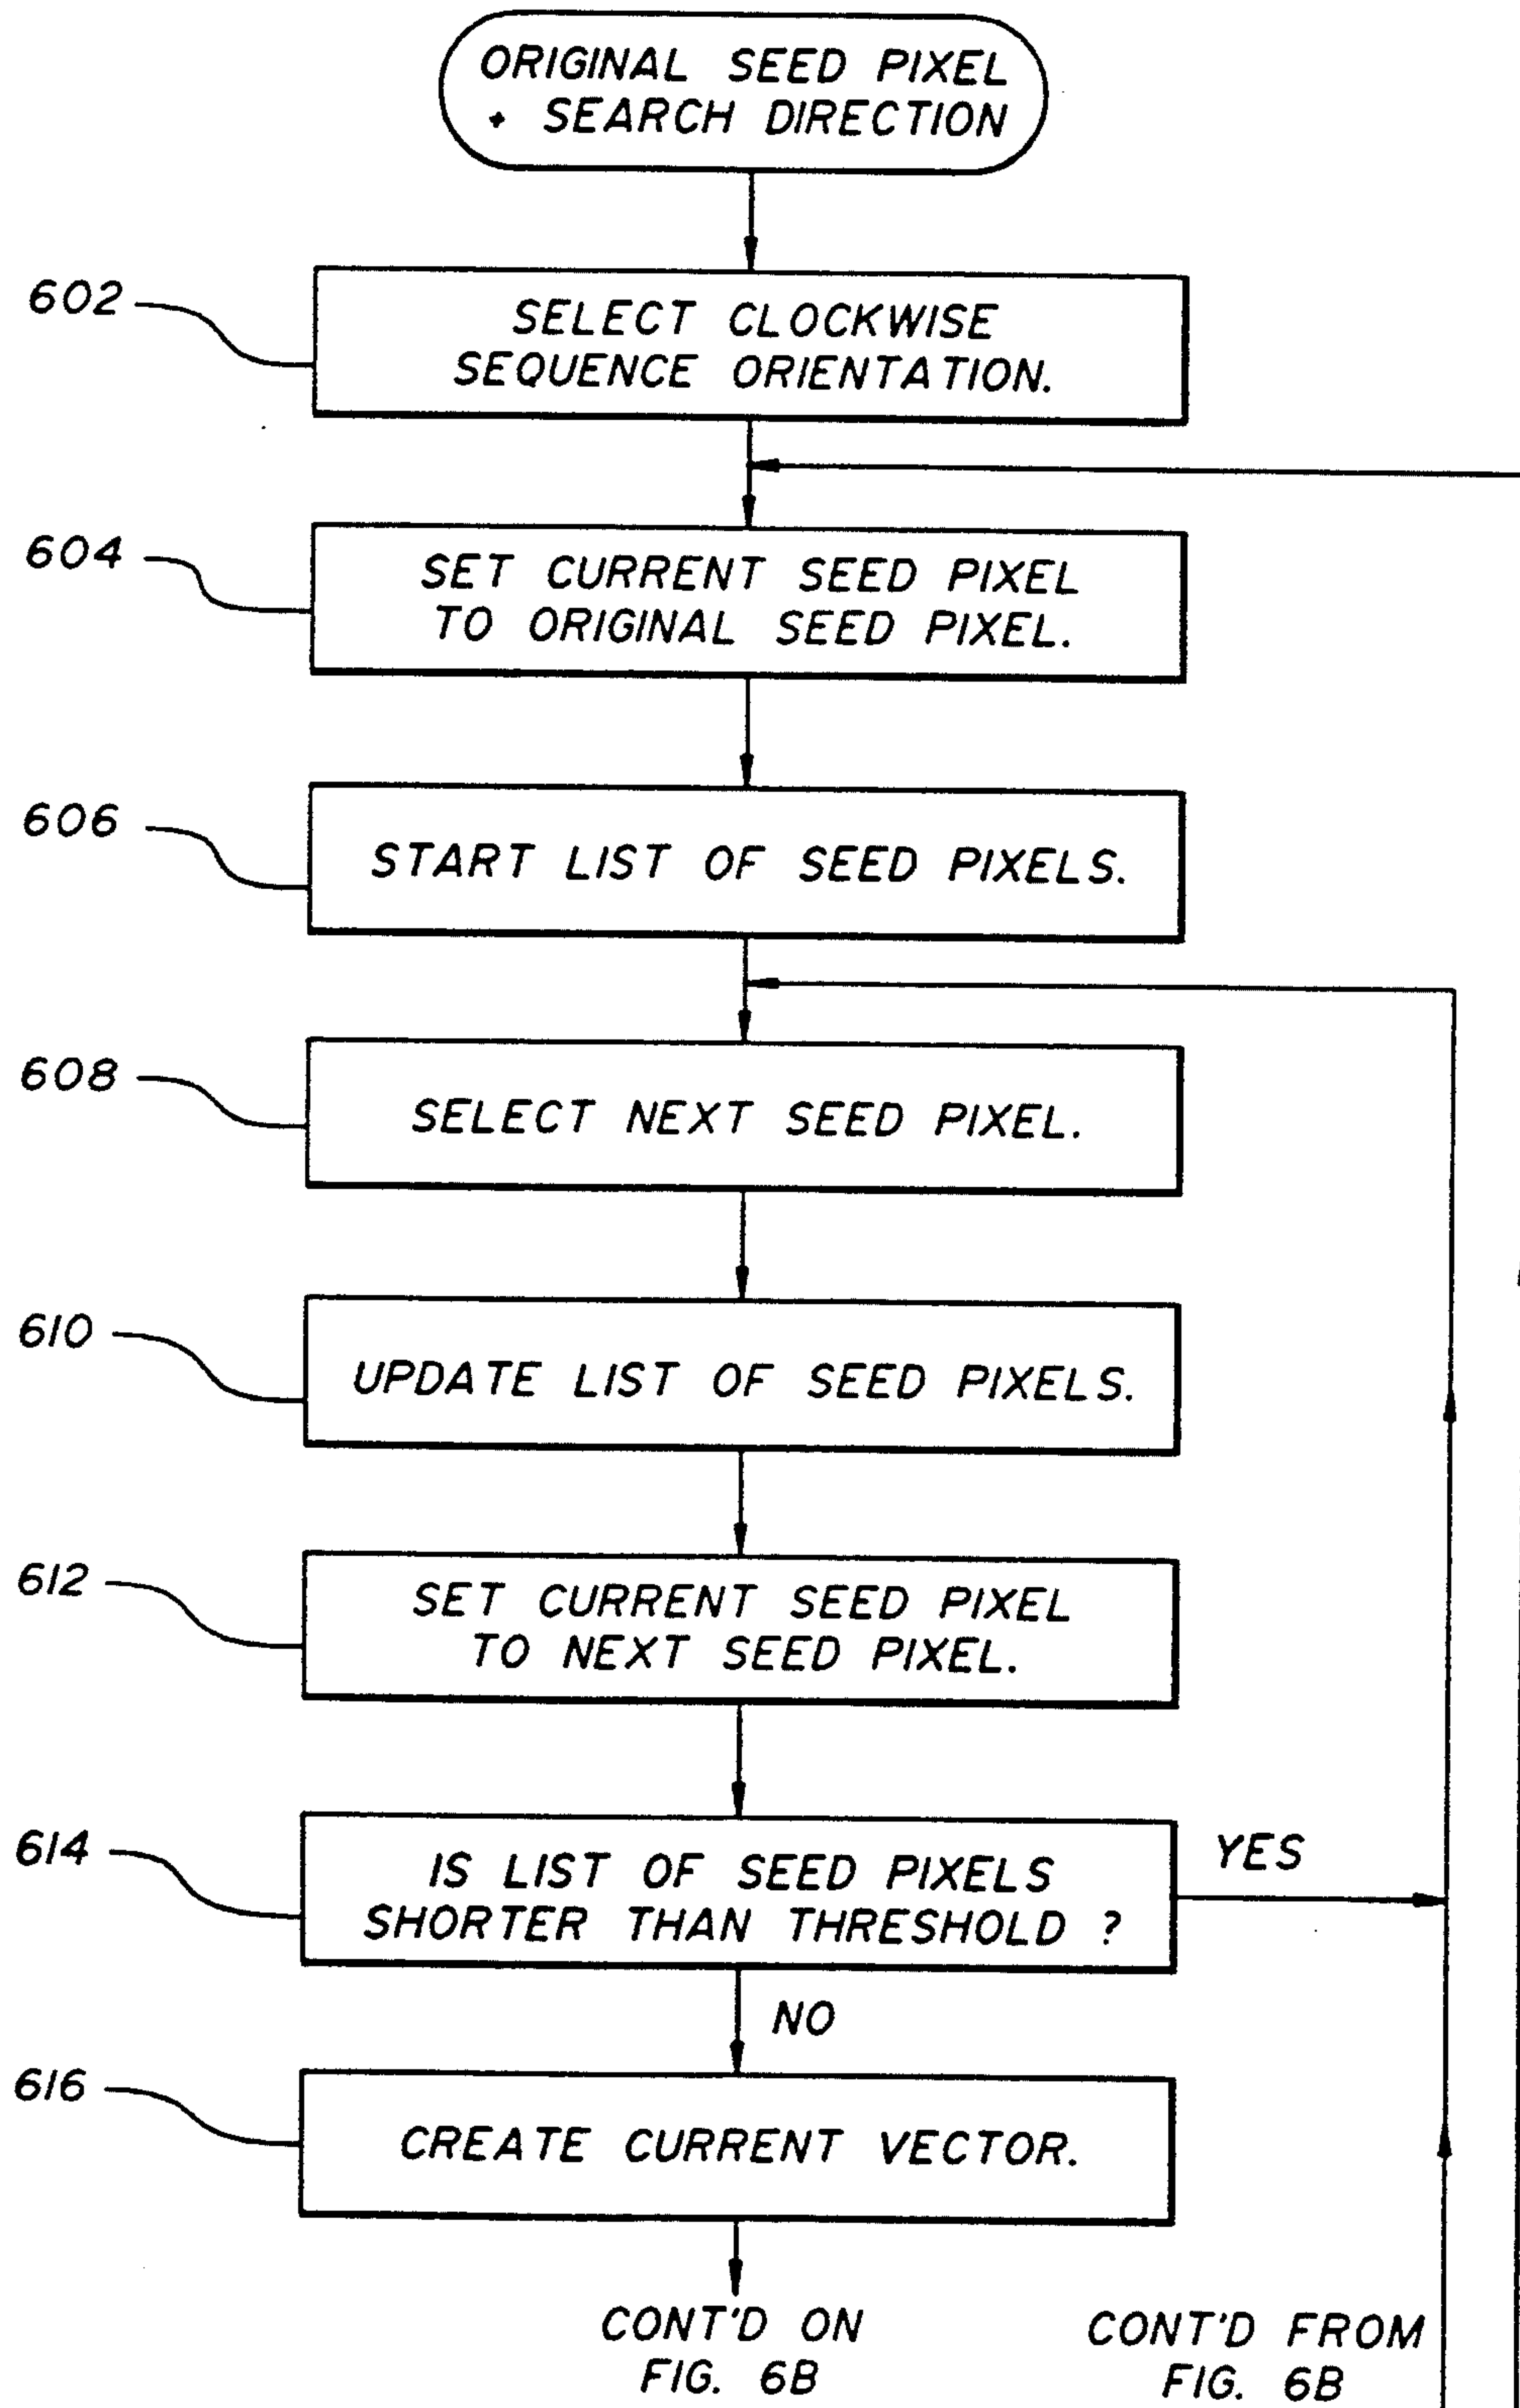 ORIGINAL SEED PIXEL
+ SEARCH DIRECTION
602
SELECT CLOCKWISE
SEQUENCE ORIENTATION.
604
SET CURRENT SEED PIXEL
TO ORIGINAL SEED PIXEL.
606
START LIST OF SEED PIXELS.
608
SELECT NEXT SEED PIXEL.
610
UPDATE LIST OF SEED PIXELS.
612
SET CURRENT SEED PIXEL
TO NEXT SEED PIXEL.
614
IS LIST OF SEED PIXELS
SHORTER THAN THRESHOLD ?
YES
NO
616
CREATE CURRENT VECTOR.
CONT'D ON
FIG. 6B
CONT'D FROM
FIG. 6B